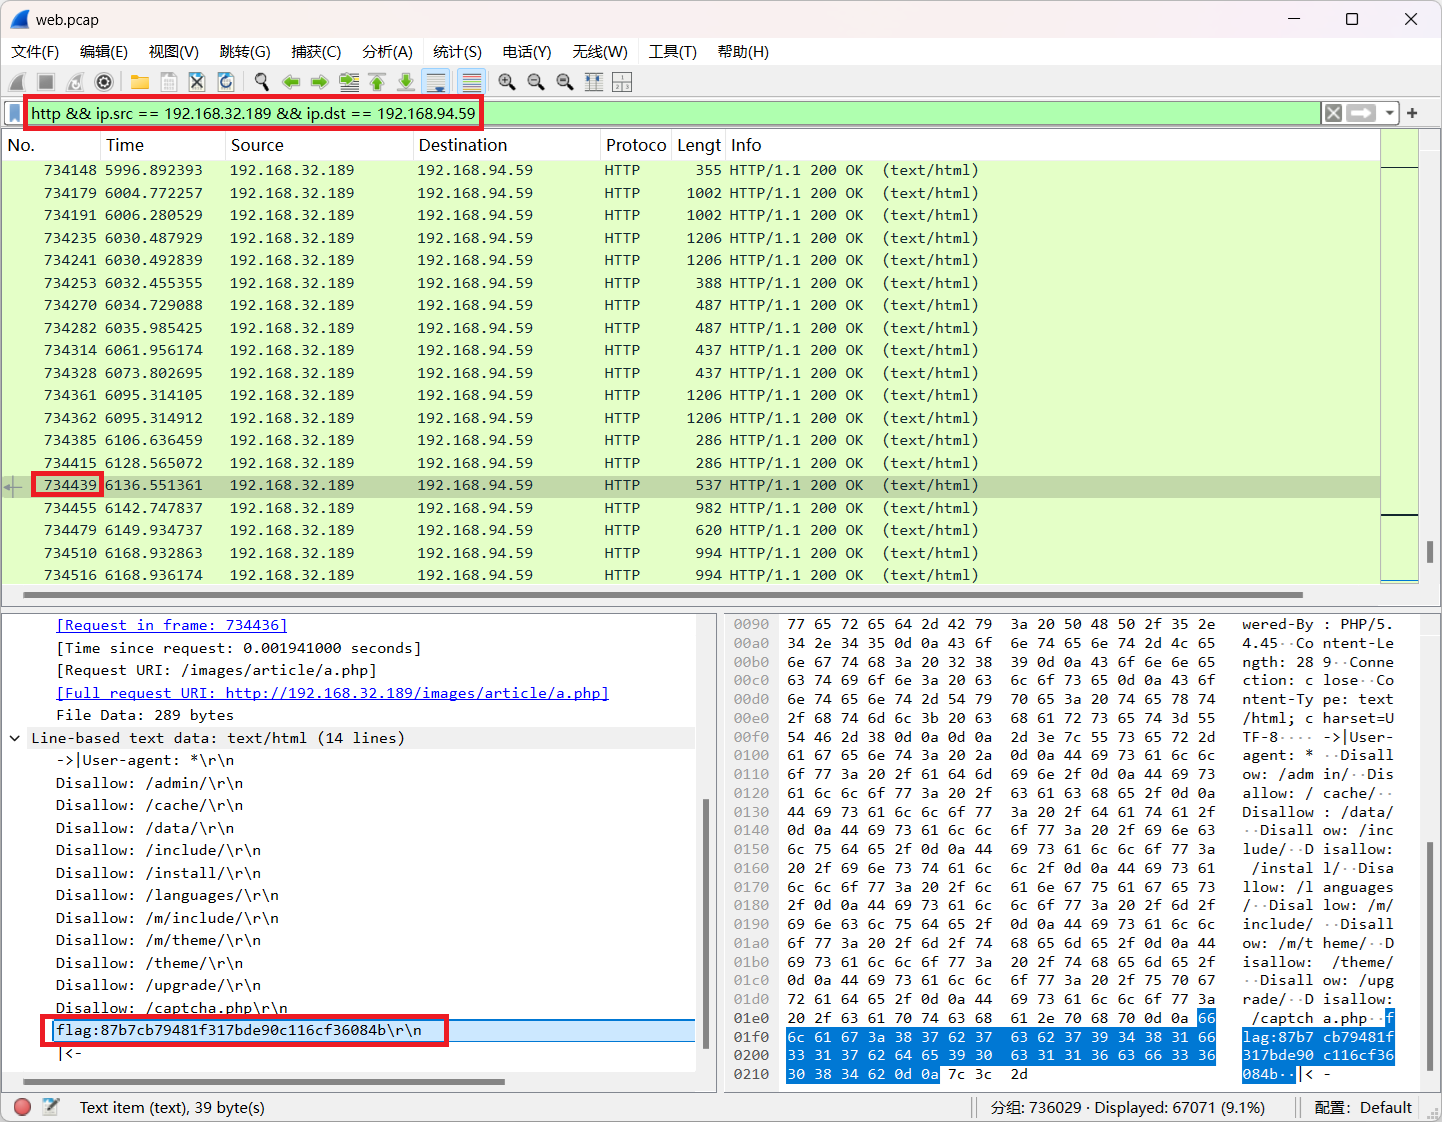 web.pcap
文件(F) 编辑(E) 视图(V) 跳转(G) 捕获(C) 分析(A) 统计(S) 电话(Y) 无线(W) 工具(T) 帮助(H)
http && ip.src == 192.168.32.189 && ip.dst == 192.168.94.59
No. Time Source Destination Protoco Lengt Info
734148 5996.892393 192.168.32.189 192.168.94.59 HTTP 355 HTTP/1.1 200 OK (text/html)
734179 6004.772257 192.168.32.189 192.168.94.59 HTTP 1002 HTTP/1.1 200 OK (text/html)
734191 6006.280529 192.168.32.189 192.168.94.59 HTTP 1002 HTTP/1.1 200 OK (text/html)
734235 6030.487929 192.168.32.189 192.168.94.59 HTTP 1206 HTTP/1.1 200 OK (text/html)
734241 6030.492839 192.168.32.189 192.168.94.59 HTTP 1206 HTTP/1.1 200 OK (text/html)
734253 6032.455355 192.168.32.189 192.168.94.59 HTTP 388 HTTP/1.1 200 OK (text/html)
734270 6034.729088 192.168.32.189 192.168.94.59 HTTP 487 HTTP/1.1 200 OK (text/html)
734282 6035.985425 192.168.32.189 192.168.94.59 HTTP 487 HTTP/1.1 200 OK (text/html)
734314 6061.956174 192.168.32.189 192.168.94.59 HTTP 437 HTTP/1.1 200 OK (text/html)
734328 6073.802695 192.168.32.189 192.168.94.59 HTTP 437 HTTP/1.1 200 OK (text/html)
734361 6095.314105 192.168.32.189 192.168.94.59 HTTP 1206 HTTP/1.1 200 OK (text/html)
734362 6095.314912 192.168.32.189 192.168.94.59 HTTP 1206 HTTP/1.1 200 OK (text/html)
734385 6106.636459 192.168.32.189 192.168.94.59 HTTP 286 HTTP/1.1 200 OK (text/html)
734415 6128.565072 192.168.32.189 192.168.94.59 HTTP 286 HTTP/1.1 200 OK (text/html)
734439 6136.551361 192.168.32.189 192.168.94.59 HTTP 537 HTTP/1.1 200 OK (text/html)
734455 6142.747837 192.168.32.189 192.168.94.59 HTTP 982 HTTP/1.1 200 OK (text/html)
734479 6149.934737 192.168.32.189 192.168.94.59 HTTP 620 HTTP/1.1 200 OK (text/html)
734510 6168.932863 192.168.32.189 192.168.94.59 HTTP 994 HTTP/1.1 200 OK (text/html)
734516 6168.936174 192.168.32.189 192.168.94.59 HTTP 994 HTTP/1.1 200 OK (text/html)
[Request in frame: 734436]
[Time since request: 0.001941000 seconds]
[Request URI: /images/article/a.php]
[Full request URI: http://192.168.32.189/images/article/a.php]
File Data: 289 bytes
Line-based text data: text/html (14 lines)
->|User-agent: *\r\n
Disallow: /admin/\r\n
Disallow: /cache/\r\n
Disallow: /data/\r\n
Disallow: /include/\r\n
Disallow: /install/\r\n
Disallow: /languages/\r\n
Disallow: /m/include/\r\n
Disallow: /m/theme/\r\n
Disallow: /theme/\r\n
Disallow: /upgrade/\r\n
Disallow: /captcha.php\r\n
flag:87b7cb79481f317bde90c116cf36084b\r\n
|<-
0090 77 65 72 65 64 2d 42 79 3a 20 50 48 50 2f 35 2e wered-By : PHP/5.
00a0 34 2e 34 35 0d 0a 43 6f 6e 74 65 6e 74 2d 4c 65 4.45··Co ntent-Le
00b0 6e 67 74 68 3a 20 32 38 39 0d 0a 43 6f 6e 6e 65 ngth: 28 9··Conne
00c0 63 74 69 6f 6e 3a 20 63 6c 6f 73 65 0d 0a 43 6f ction: c lose··Co
00d0 6e 74 65 6e 74 2d 54 79 70 65 3a 20 74 65 78 74 ntent-Ty pe: text
00e0 2f 68 74 6d 6c 3b 20 63 68 61 72 73 65 74 3d 55 /html; c harset=U
00f0 54 46 2d 38 0d 0a 0d 0a 2d 3e 7c 55 73 65 72 2d TF-8···· ->|User-
0100 61 67 65 6e 74 3a 20 2a 0d 0a 44 69 73 61 6c 6c agent: * ··Disall
0110 6f 77 3a 20 2f 61 64 6d 69 6e 2f 0d 0a 44 69 73 ow: /adm in/··Dis
0120 61 6c 6c 6f 77 3a 20 2f 63 61 63 68 65 2f 0d 0a allow: / cache/··
0130 44 69 73 61 6c 6c 6f 77 3a 20 2f 64 61 74 61 2f Disallow : /data/
0140 0d 0a 44 69 73 61 6c 6c 6f 77 3a 20 2f 69 6e 63 ··Disall ow: /inc
0150 6c 75 64 65 2f 0d 0a 44 69 73 61 6c 6c 6f 77 3a lude/··D isallow:
0160 20 2f 69 6e 73 74 61 6c 6c 2f 0d 0a 44 69 73 61 /instal l/··Disa
0170 6c 6c 6f 77 3a 20 2f 6c 61 6e 67 75 61 67 65 73 llow: /l anguages
0180 2f 0d 0a 44 69 73 61 6c 6c 6f 77 3a 20 2f 6d 2f /··Disal low: /m/
0190 69 6e 63 6c 75 64 65 2f 0d 0a 44 69 73 61 6c 6c include/ ··Disall
01a0 6f 77 3a 20 2f 6d 2f 74 68 65 6d 65 2f 0d 0a 44 ow: /m/t heme/··D
01b0 69 73 61 6c 6c 6f 77 3a 20 2f 74 68 65 6d 65 2f isallow: /theme/
01c0 0d 0a 44 69 73 61 6c 6c 6f 77 3a 20 2f 75 70 67 ··Disall ow: /upg
01d0 72 61 64 65 2f 0d 0a 44 69 73 61 6c 6c 6f 77 3a rade/··D isallow:
01e0 20 2f 63 61 70 74 63 68 61 2e 70 68 70 0d 0a 66 /captch a.php··f
01f0 6c 61 67 3a 38 37 62 37 63 62 37 39 34 38 31 66 lag:87b7 cb79481f
0200 33 31 37 62 64 65 39 30 63 31 31 36 63 66 33 36 317bde90 c116cf36
0210 30 38 34 62 0d 0a 7c 3c 2d 084b··|< -
Text item (text), 39 byte(s)
分组: 736029 · Displayed: 67071 (9.1%)
配置: Default